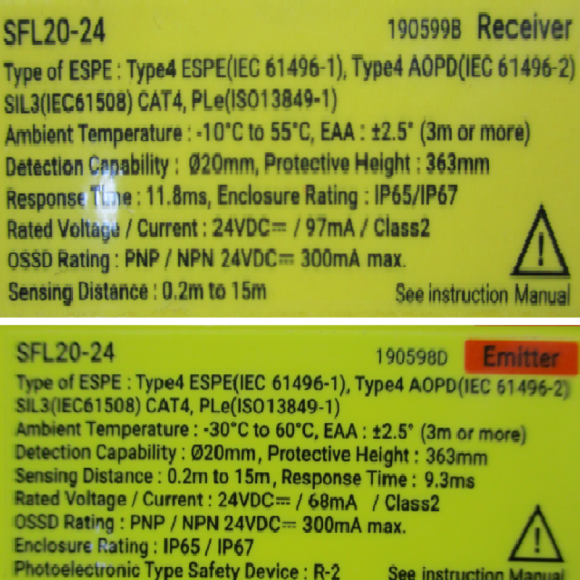 SFL20-24 190599B Receiver
Type of ESPE : Type4 ESPE(IEC 61496-1), Type4 AOPD(IEC 61496-2)
SIL3(IEC61508) CAT4, PLe(ISO13849-1)
Ambient Temperature : -10°C to 55°C, EAA : ±2.5° (3m or more)
Detection Capability : Ø20mm, Protective Height : 363mm
Response Time : 11.8ms, Enclosure Rating : IP65/IP67
Rated Voltage / Current : 24VDC⎓ / 97mA / Class2
OSSD Rating : PNP / NPN 24VDC⎓ 300mA max.
Sensing Distance : 0.2m to 15m
See instruction Manual
SFL20-24 190598D Emitter
Type of ESPE : Type4 ESPE(IEC 61496-1), Type4 AOPD(IEC 61496-2)
SIL3(IEC61508) CAT4, PLe(ISO13849-1)
Ambient Temperature : -30°C to 60°C, EAA : ±2.5° (3m or more)
Detection Capability : Ø20mm, Protective Height : 363mm
Sensing Distance : 0.2m to 15m, Response Time : 9.3ms
Rated Voltage / Current : 24VDC⎓ / 68mA / Class2
OSSD Rating : PNP / NPN 24VDC⎓ 300mA max.
Enclosure Rating : IP65 / IP67
Photoelectronic Type Safety Device : R-2
See instruction Manual